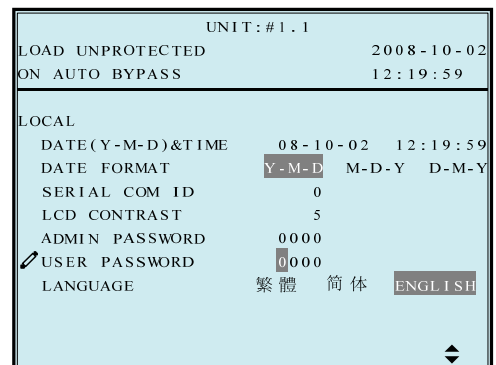 UNIT:#1.1
LOAD UNPROTECTED 2008-10-02
ON AUTO BYPASS 12:19:59
LOCAL
DATE(Y-M-D)&TIME 08-10-02 12:19:59
DATE FORMAT Y-M-D M-D-Y D-M-Y
SERIAL COM ID 0
LCD CONTRAST 5
ADMIN PASSWORD 0000
USER PASSWORD 0000
LANGUAGE 繁體 简体 ENGLISH